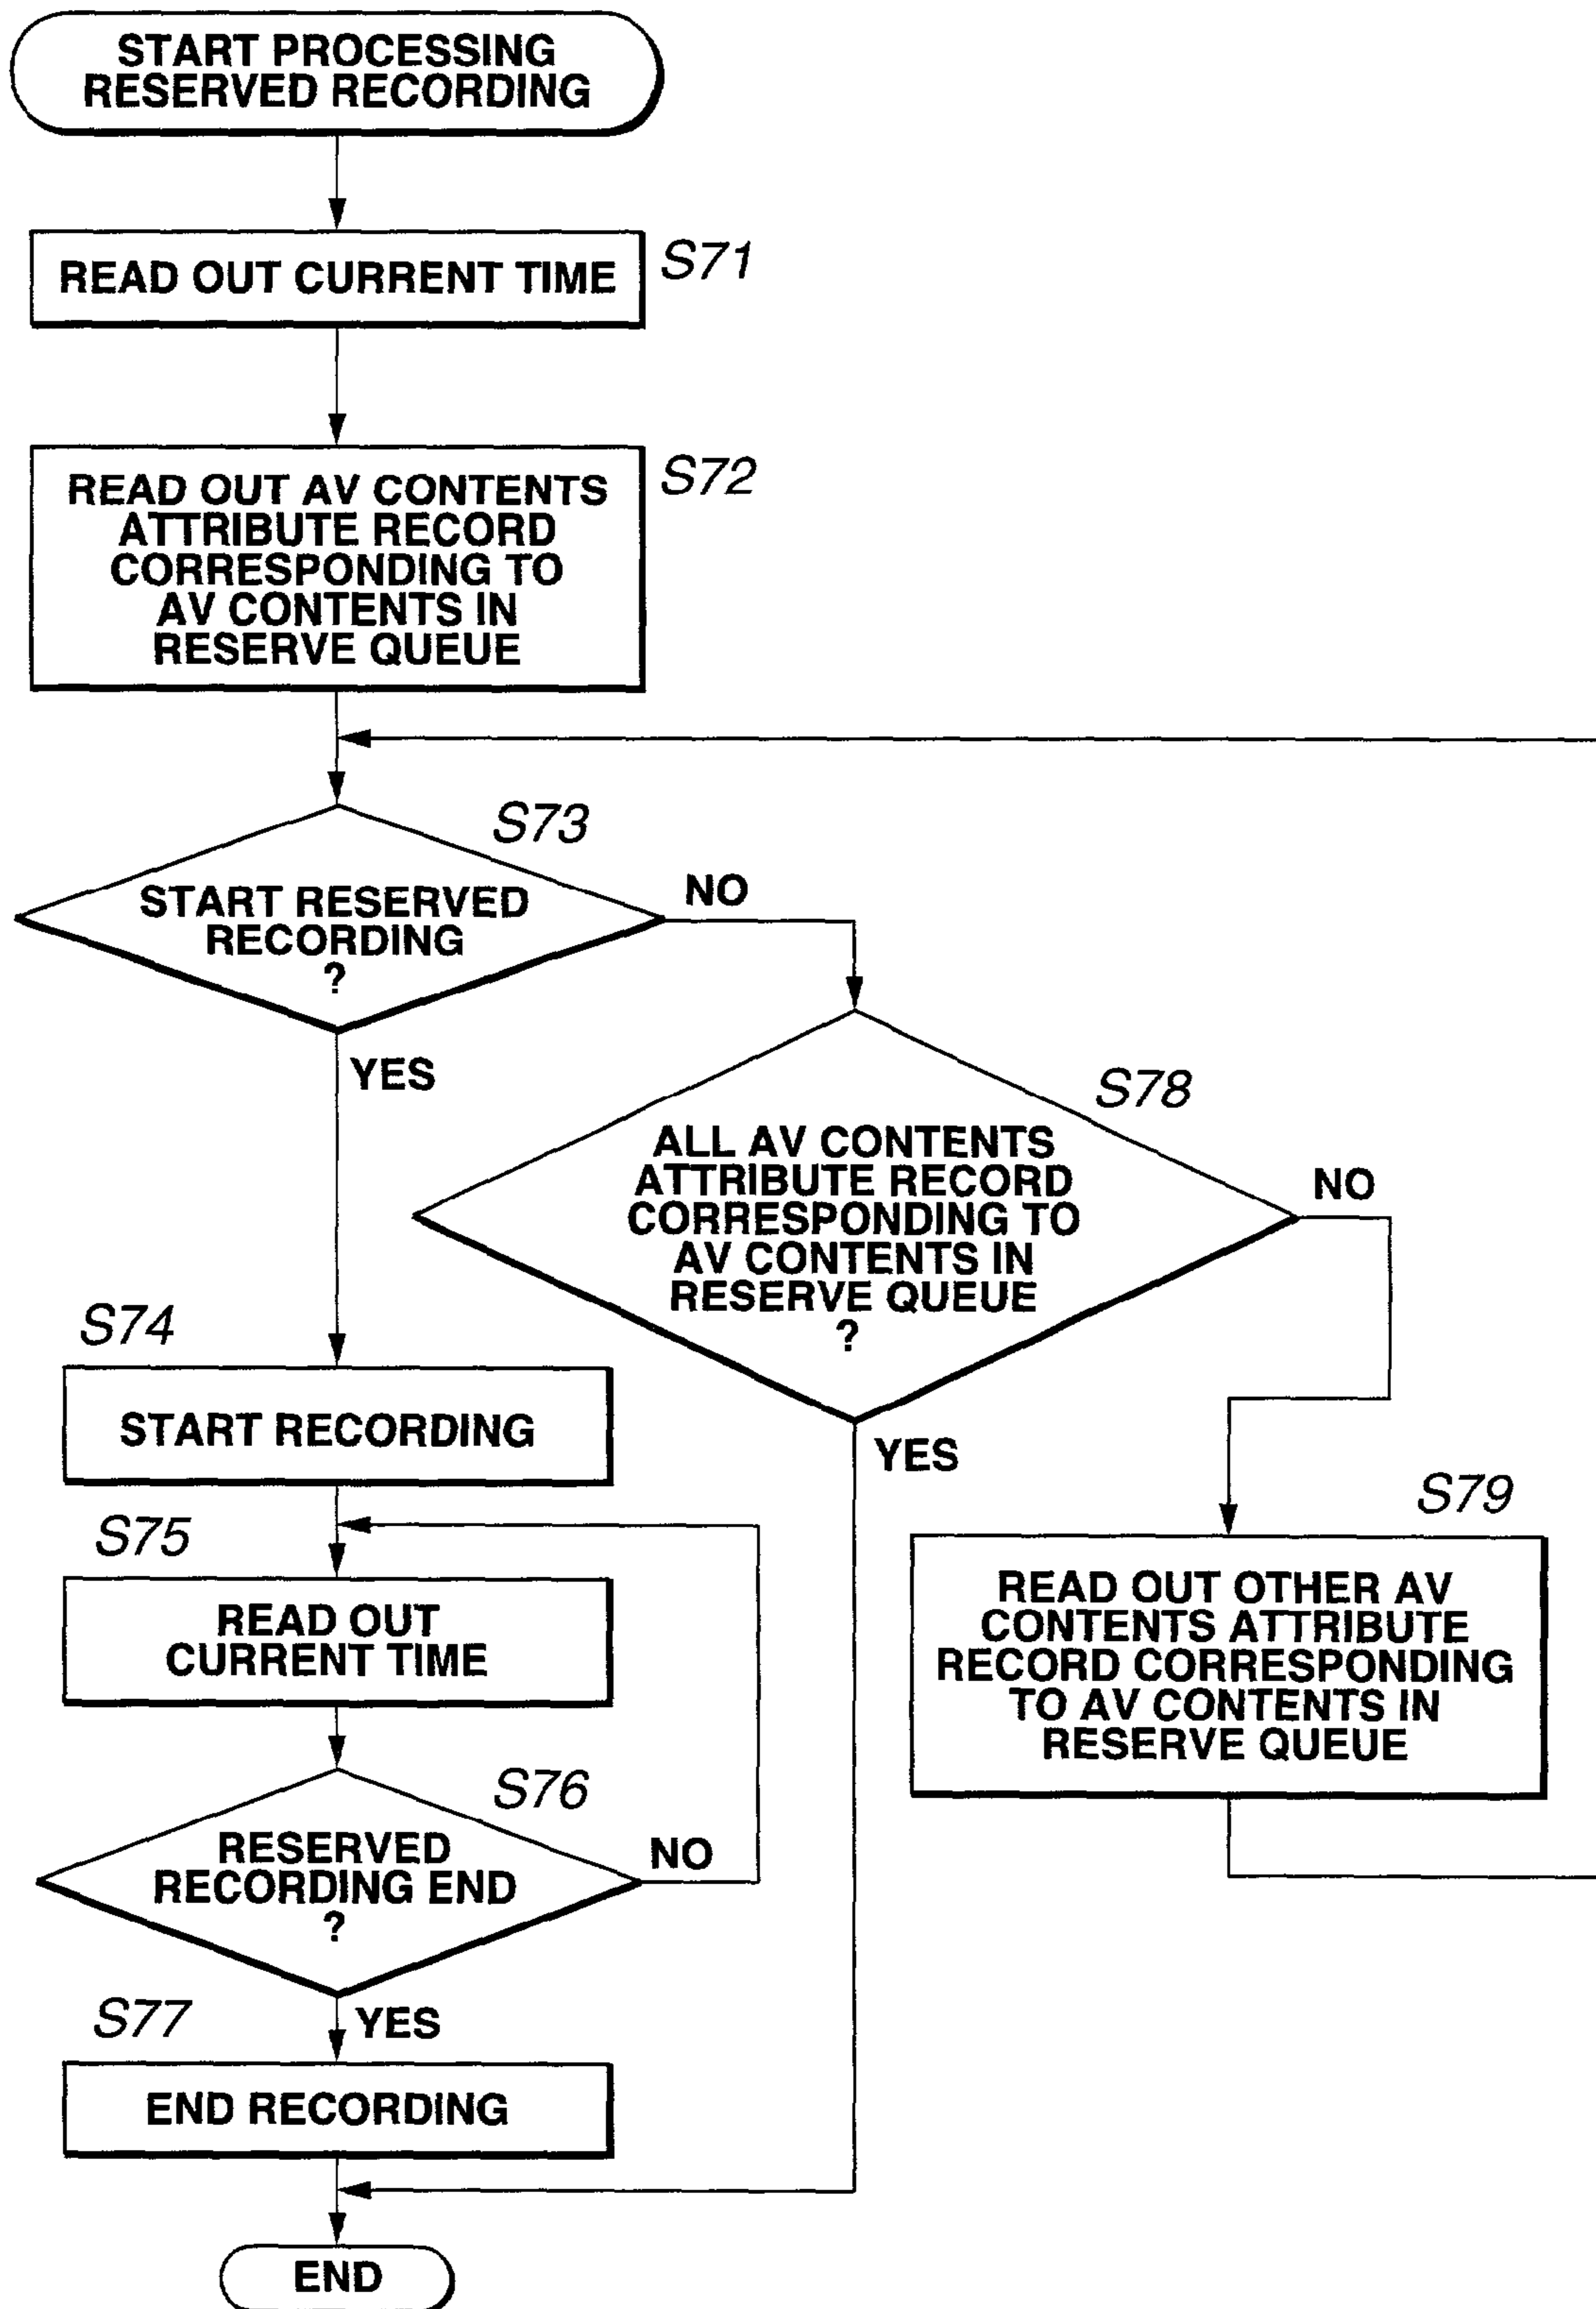 START PROCESSING
RESERVED RECORDING
READ OUT CURRENT TIME
S71
READ OUT AV CONTENTS
ATTRIBUTE RECORD
CORRESPONDING TO
AV CONTENTS IN
RESERVE QUEUE
S72
S73
START RESERVED
RECORDING
?
NO
YES
S78
ALL AV CONTENTS
ATTRIBUTE RECORD
CORRESPONDING TO
AV CONTENTS IN
RESERVE QUEUE
?
NO
YES
S74
START RECORDING
S75
READ OUT
CURRENT TIME
S76
RESERVED
RECORDING END
?
NO
YES
S77
END RECORDING
S79
READ OUT OTHER AV
CONTENTS ATTRIBUTE
RECORD CORRESPONDING
TO AV CONTENTS IN
RESERVE QUEUE
END